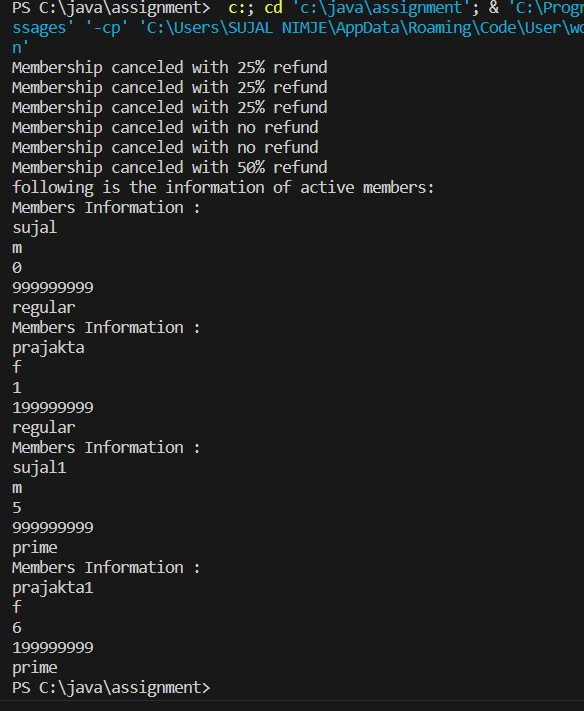 PS C:\java\assignment>  c:; cd 'c:\java\assignment'; & 'C:\Progr
ssages' '-cp' 'C:\Users\SUJAL NIMJE\AppData\Roaming\Code\User\wo
n'
Membership canceled with 25% refund
Membership canceled with 25% refund
Membership canceled with 25% refund
Membership canceled with no refund
Membership canceled with no refund
Membership canceled with 50% refund
following is the information of active members:
Members Information :
sujal
m
0
999999999
regular
Members Information :
prajakta
f
1
199999999
regular
Members Information :
sujal1
m
5
999999999
prime
Members Information :
prajakta1
f
6
199999999
prime
PS C:\java\assignment>